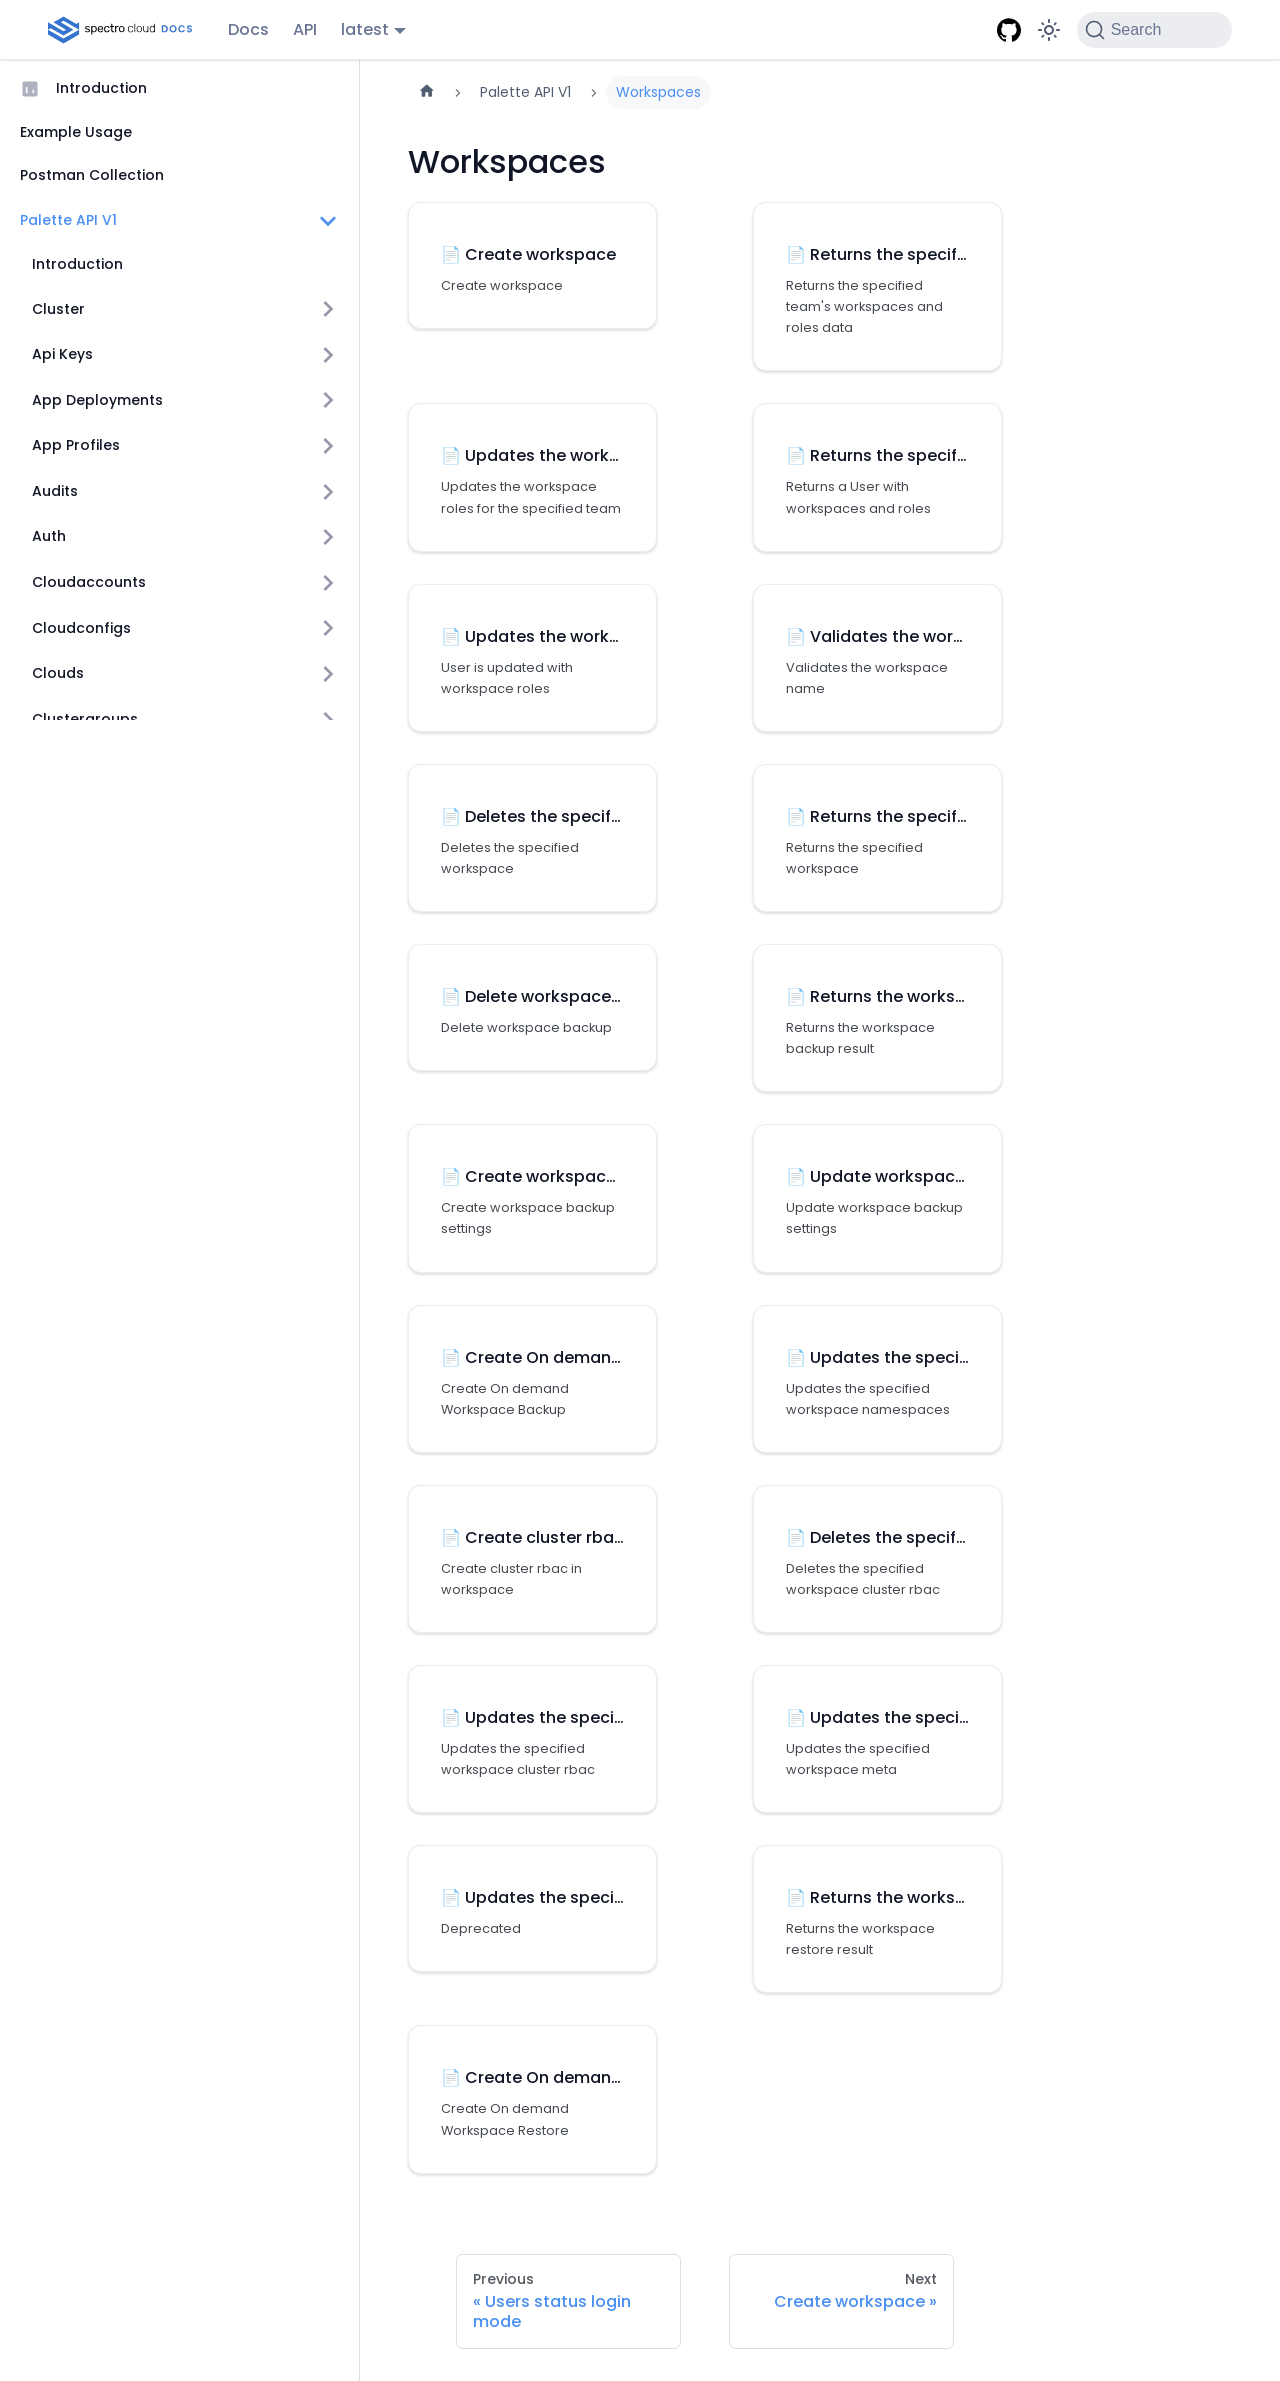 spectro cloud DOCS
Docs
API
latest
Search
Introduction
Example Usage
Postman Collection
Palette API V1
Introduction
Cluster
Api Keys
App Deployments
App Profiles
Audits
Auth
Cloudaccounts
Cloudconfigs
Clouds
Clustergroups
Palette API V1
Workspaces
Workspaces
Create workspace
Create workspace
Returns the specif...
Returns the specified
team's workspaces and
roles data
Updates the work...
Updates the workspace
roles for the specified team
Returns the specif...
Returns a User with
workspaces and roles
Updates the work...
User is updated with
workspace roles
Validates the wor...
Validates the workspace
name
Deletes the specif...
Deletes the specified
workspace
Returns the specif...
Returns the specified
workspace
Delete workspace...
Delete workspace backup
Returns the works...
Returns the workspace
backup result
Create workspac...
Create workspace backup
settings
Update workspac...
Update workspace backup
settings
Create On deman...
Create On demand
Workspace Backup
Updates the speci...
Updates the specified
workspace namespaces
Create cluster rba...
Create cluster rbac in
workspace
Deletes the specif...
Deletes the specified
workspace cluster rbac
Updates the speci...
Updates the specified
workspace cluster rbac
Updates the speci...
Updates the specified
workspace meta
Updates the speci...
Deprecated
Returns the works...
Returns the workspace
restore result
Create On deman...
Create On demand
Workspace Restore
Previous
« Users status login
mode
Next
Create workspace »